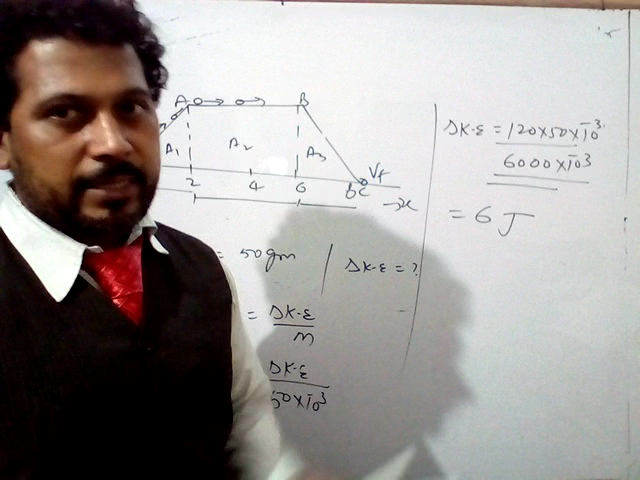 A B
A1 A2 A3 Vf
2 4 6 8 C
→x
= 50gm
ΔK·ε = ?
= ΔK·ε
m
ΔK·ε
50×10⁻³
ΔK·ε = 120×50×10⁻³
6000×10⁻³
= 6 J